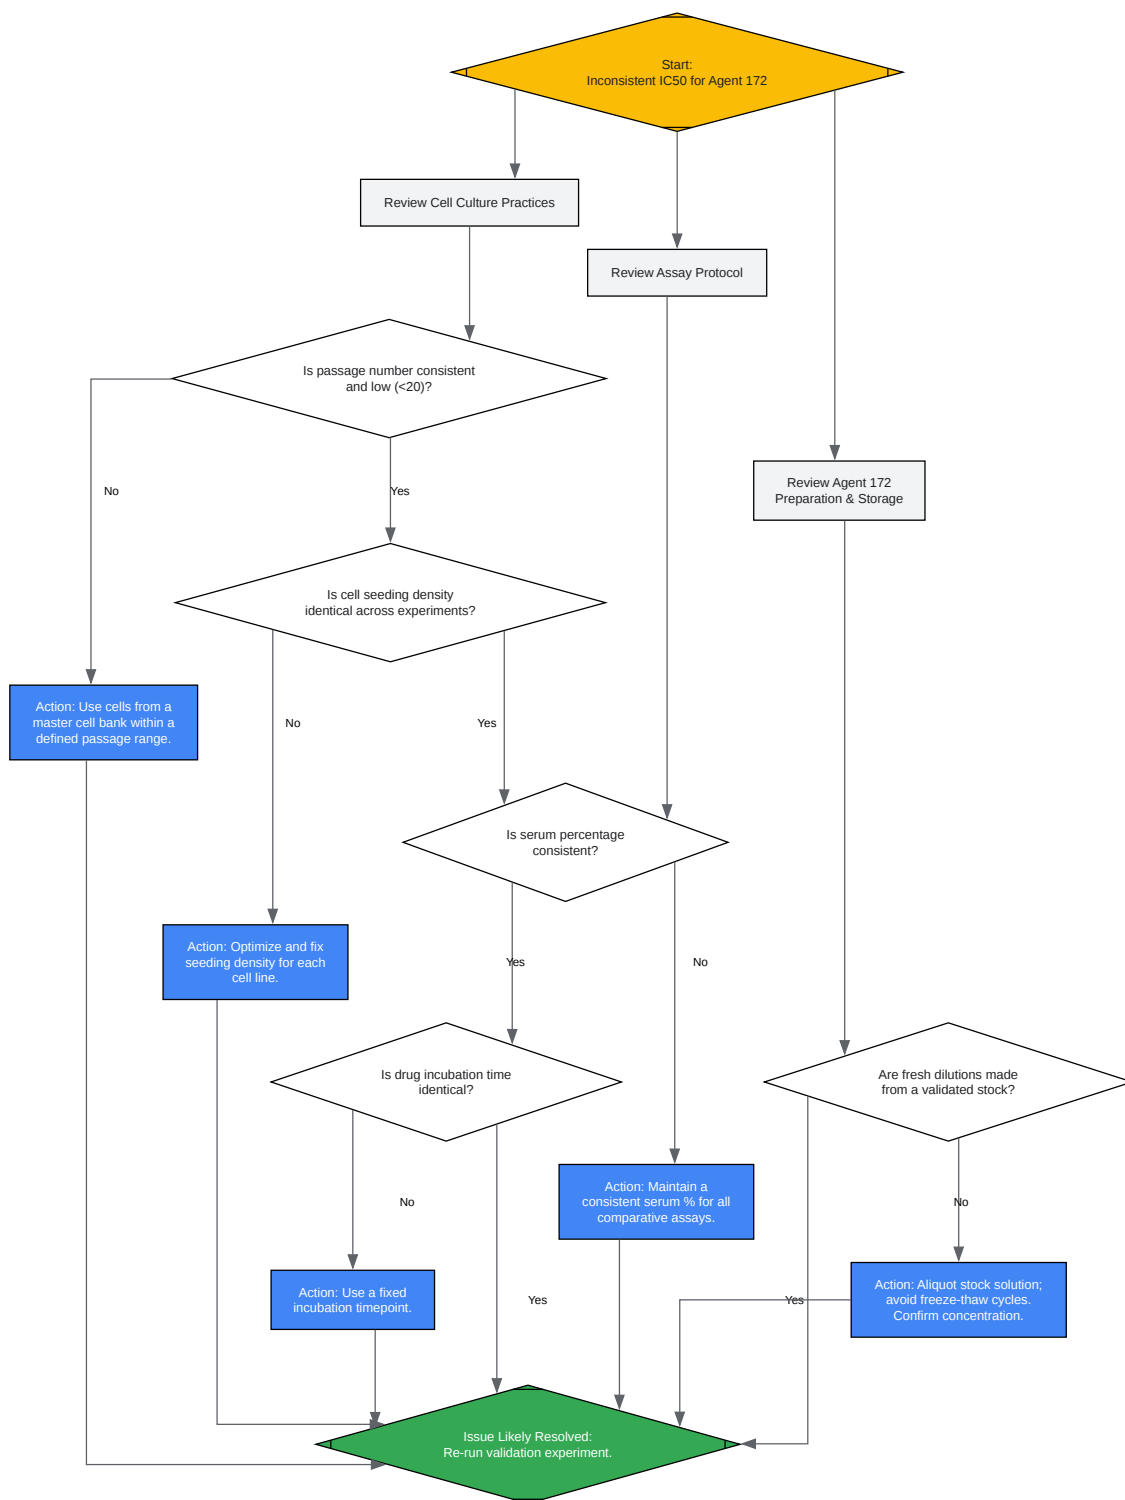 Start:
Inconsistent IC50 for Agent 172
Review Cell Culture Practices
Review Assay Protocol
Is passage number consistent
and low (<20)?
Review Agent 172
Preparation & Storage
No
Yes
Is cell seeding density
identical across experiments?
Action: Use cells from a
master cell bank within a
defined passage range.
No
Yes
Is serum percentage
consistent?
Action: Optimize and fix
seeding density for each
cell line.
Yes
No
Is drug incubation time
identical?
Are fresh dilutions made
from a validated stock?
Action: Maintain a
consistent serum % for all
comparative assays.
No
No
Action: Use a fixed
incubation timepoint.
Yes
Yes
Action: Aliquot stock solution;
avoid freeze-thaw cycles.
Confirm concentration.
Issue Likely Resolved:
Re-run validation experiment.